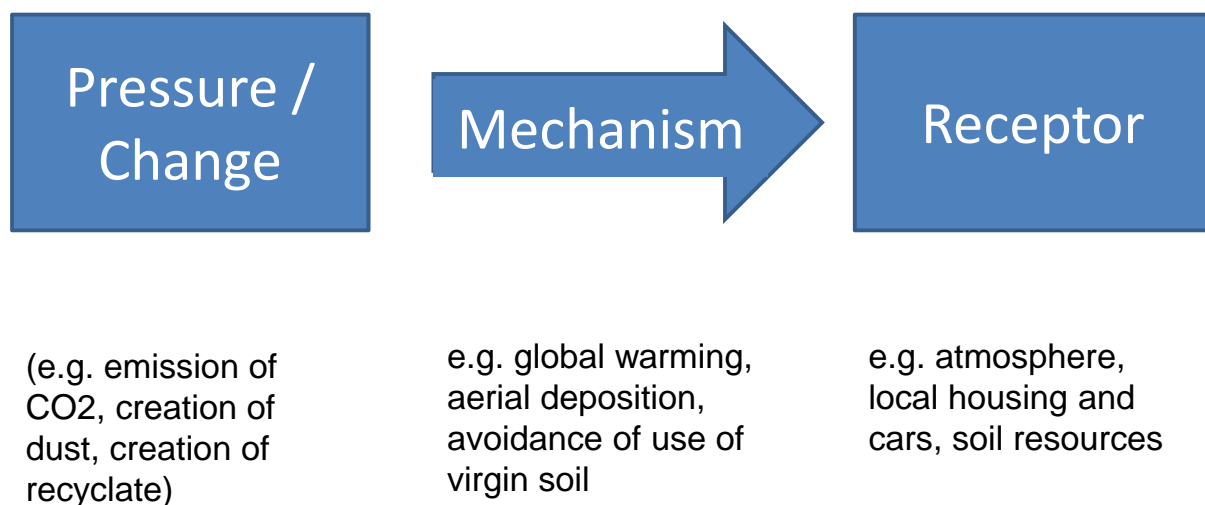 Pressure /
Change
Mechanism
Receptor
(e.g. emission of
CO2, creation of
dust, creation of
recyclate)
e.g. global warming,
aerial deposition,
avoidance of use of
virgin soil
e.g. atmosphere,
local housing and
cars, soil resources